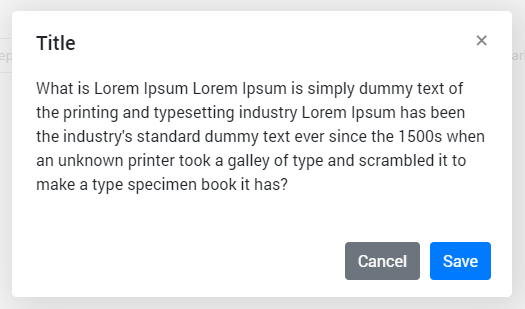 Title
×
What is Lorem Ipsum Lorem Ipsum is simply dummy text of
the printing and typesetting industry Lorem Ipsum has been
the industry's standard dummy text ever since the 1500s when
an unknown printer took a galley of type and scrambled it to
make a type specimen book it has?
Cancel Save